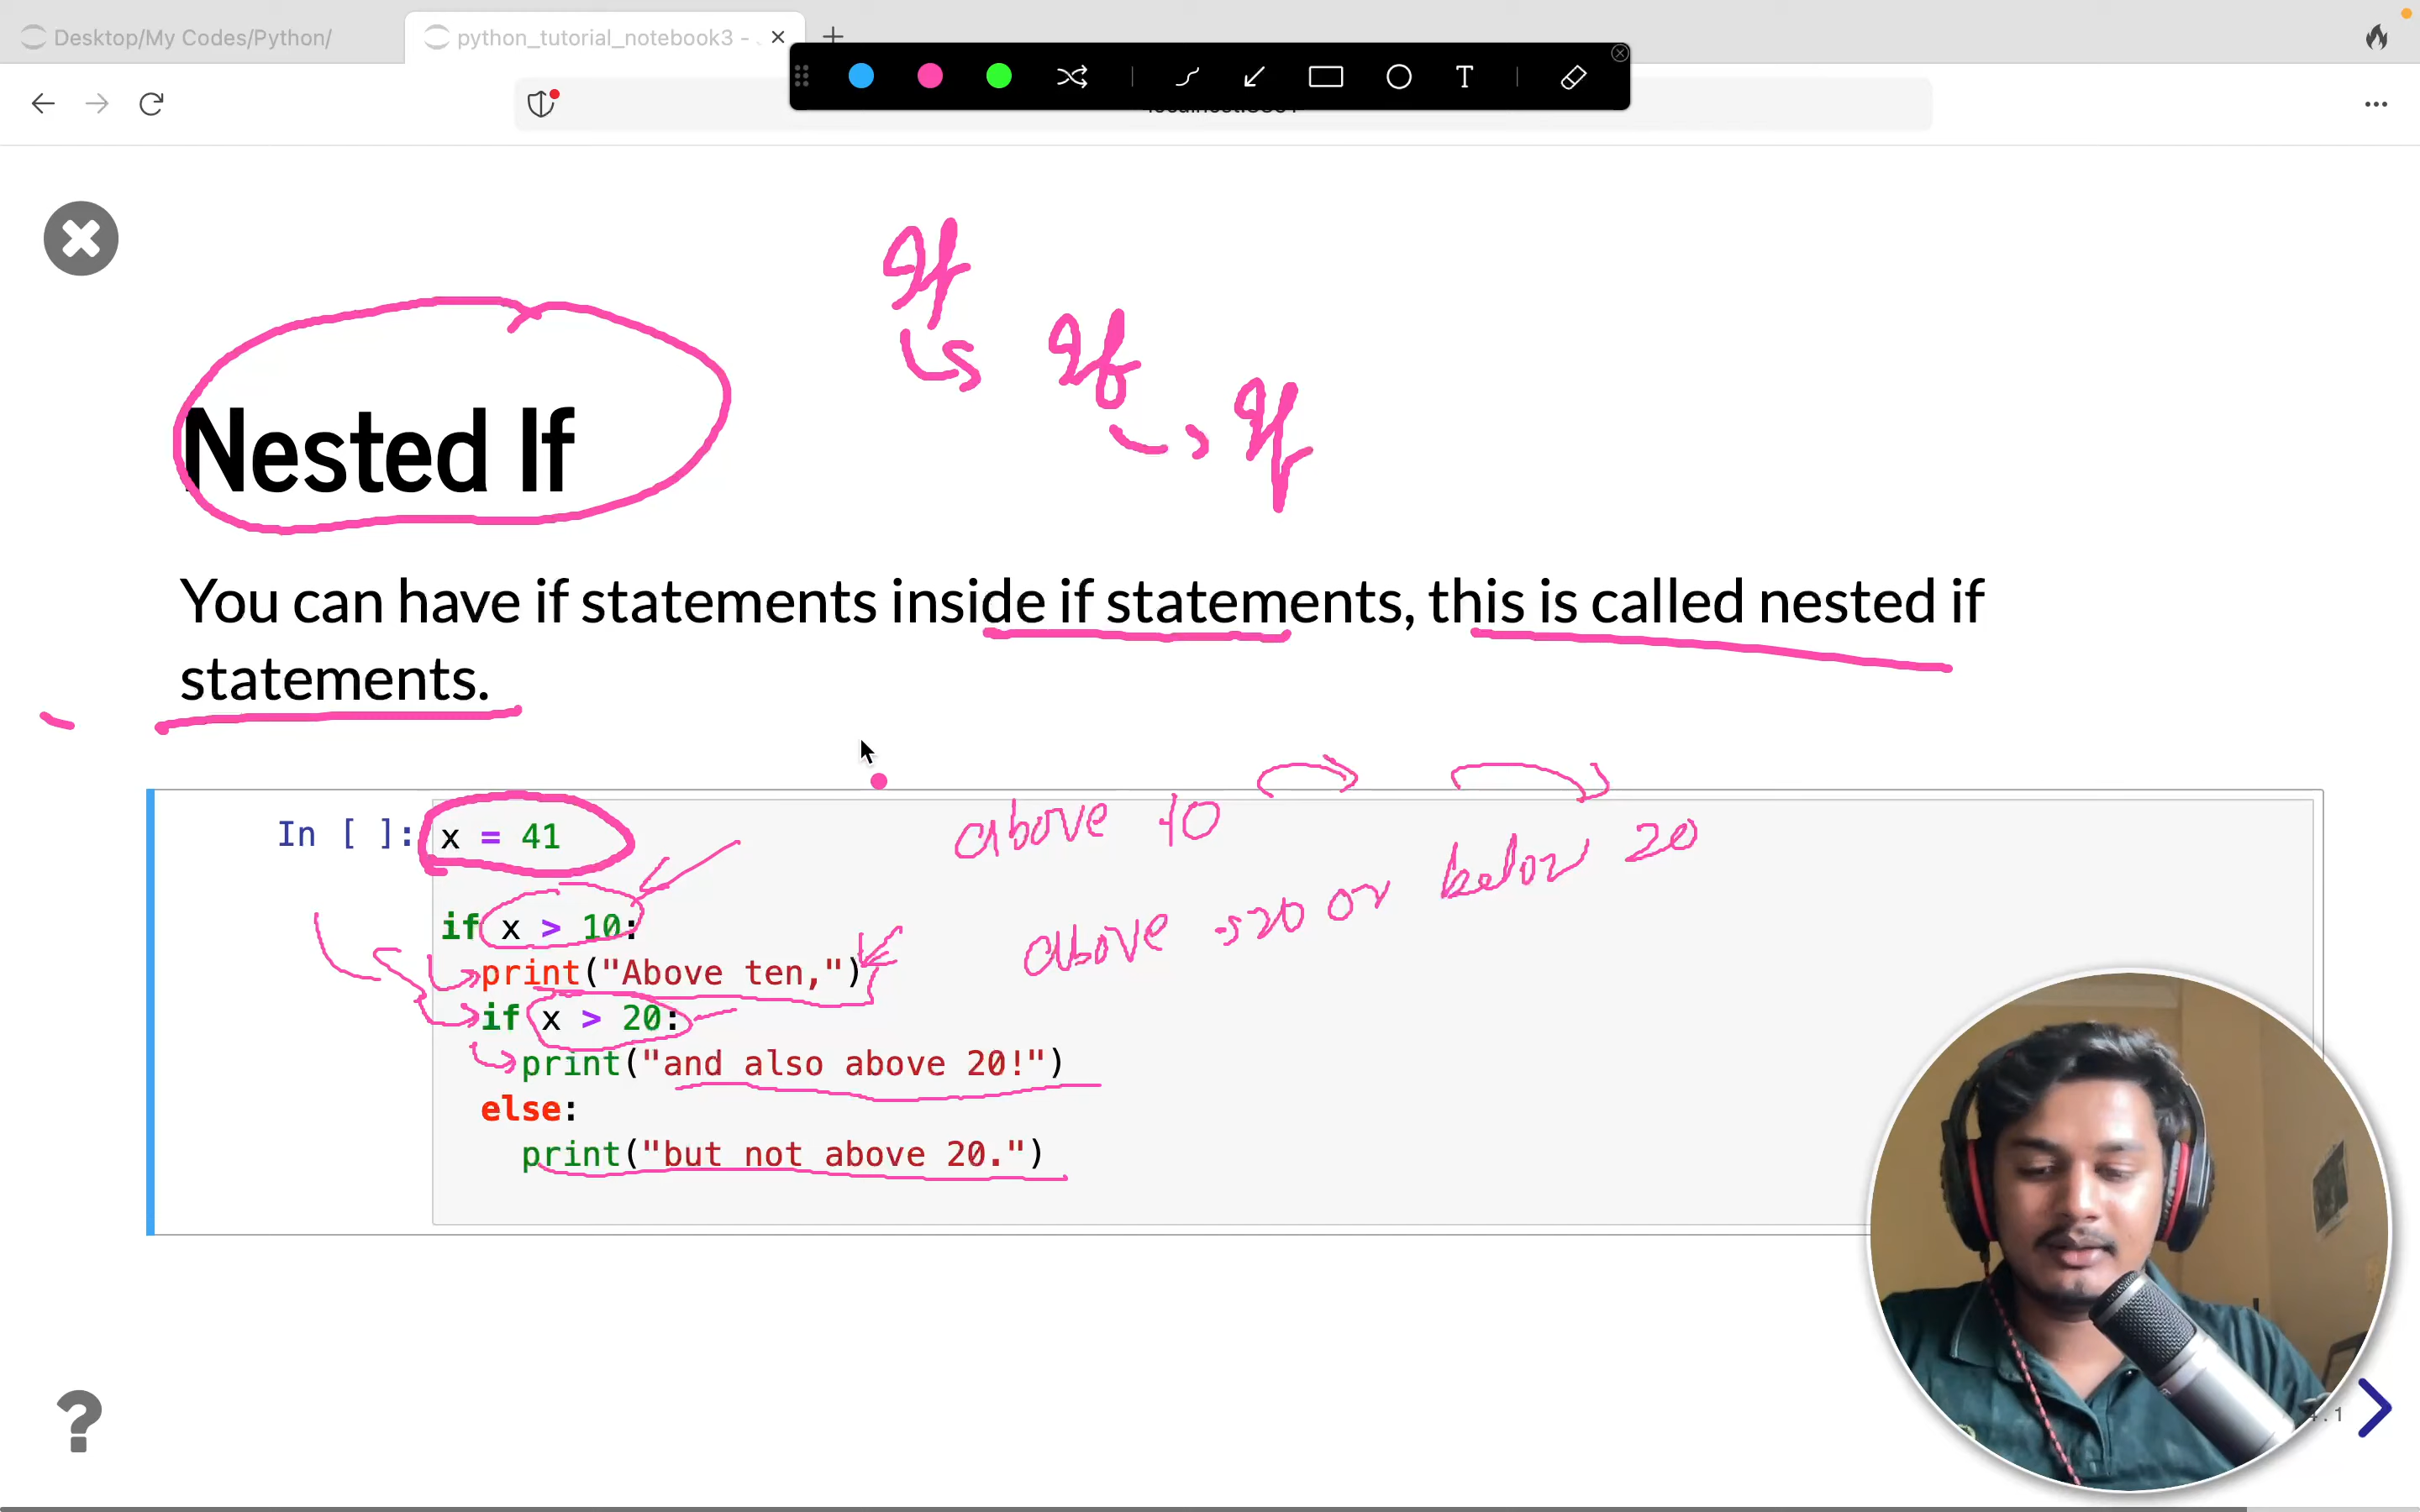 Desktop/My Codes/Python/
python_tutorial_notebook3 -
T
If
If
If
Nested If
You can have if statements inside if statements, this is called nested if
statements.
above 10
below 20
above →20 or
In [ ]:
x = 41
if x > 10:
print("Above ten,")
if x > 20:
print("and also above 20!")
else:
print("but not above 20.")
?